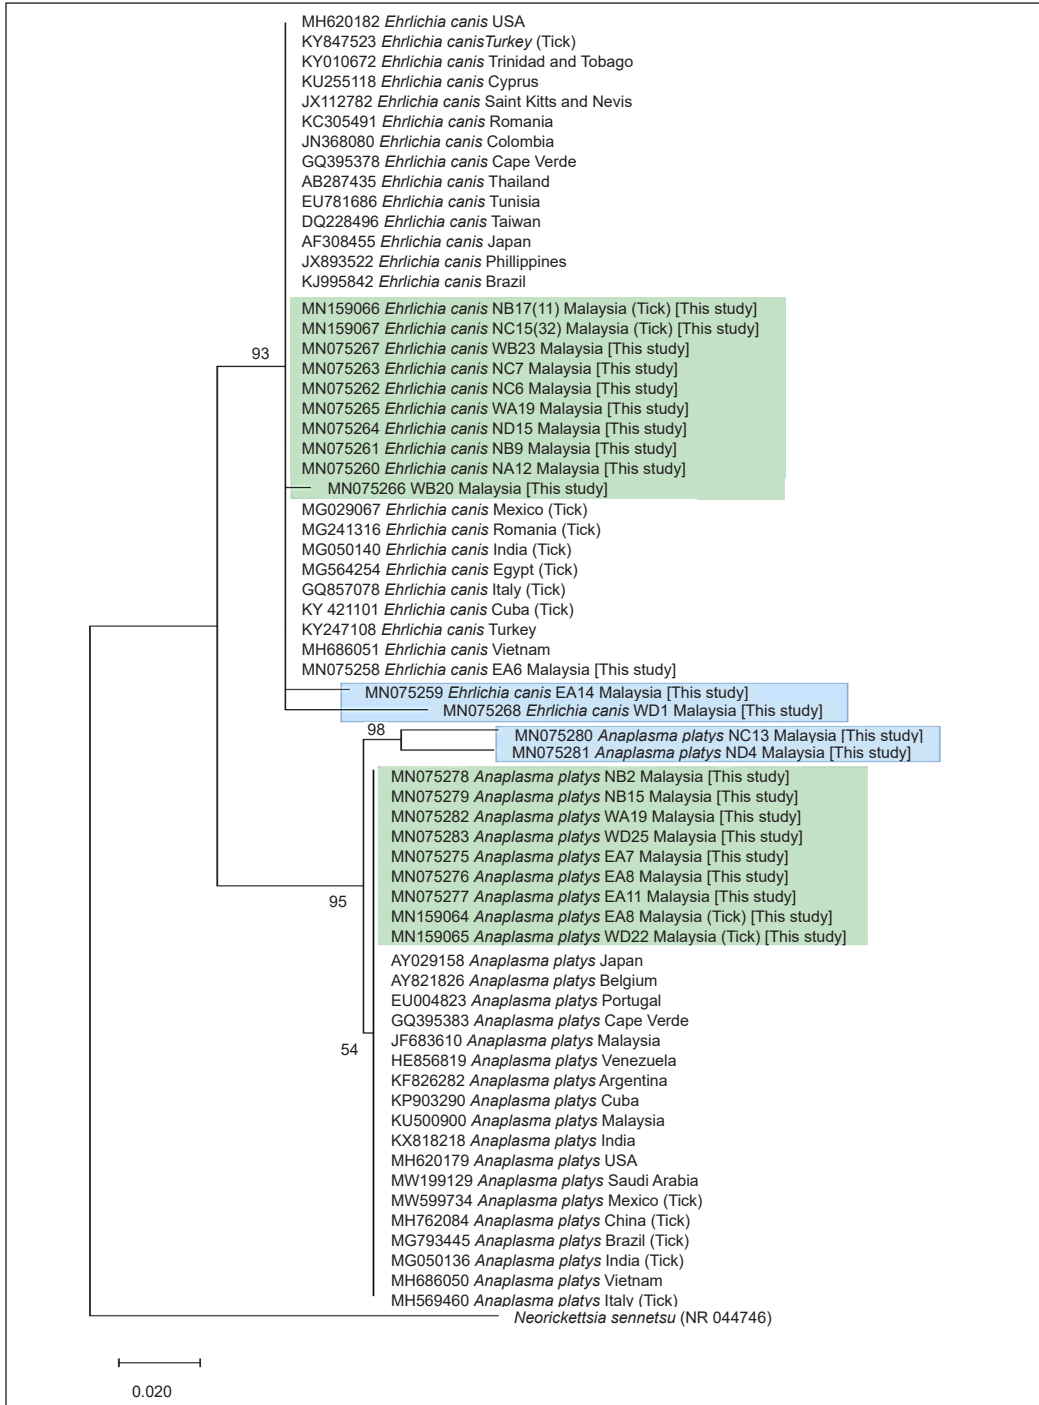 MH620182 Ehrlichia canis USA
KY847523 Ehrlichia canisTurkey (Tick)
KY010672 Ehrlichia canis Trinidad and Tobago
KU255118 Ehrlichia canis Cyprus
JX112782 Ehrlichia canis Saint Kitts and Nevis
KC305491 Ehrlichia canis Romania
JN368080 Ehrlichia canis Colombia
GQ395378 Ehrlichia canis Cape Verde
AB287435 Ehrlichia canis Thailand
EU781686 Ehrlichia canis Tunisia
DQ228496 Ehrlichia canis Taiwan
AF308455 Ehrlichia canis Japan
JX893522 Ehrlichia canis Phillippines
KJ995842 Ehrlichia canis Brazil
MN159066 Ehrlichia canis NB17(11) Malaysia (Tick) [This study]
MN159067 Ehrlichia canis NC15(32) Malaysia (Tick) [This study]
MN075267 Ehrlichia canis WB23 Malaysia [This study]
93
MN075263 Ehrlichia canis NC7 Malaysia [This study]
MN075262 Ehrlichia canis NC6 Malaysia [This study]
MN075265 Ehrlichia canis WA19 Malaysia [This study]
MN075264 Ehrlichia canis ND15 Malaysia [This study]
MN075261 Ehrlichia canis NB9 Malaysia [This study]
MN075260 Ehrlichia canis NA12 Malaysia [This study]
MN075266 WB20 Malaysia [This study]
MG029067 Ehrlichia canis Mexico (Tick)
MG241316 Ehrlichia canis Romania (Tick)
MG050140 Ehrlichia canis India (Tick)
MG564254 Ehrlichia canis Egypt (Tick)
GQ857078 Ehrlichia canis Italy (Tick)
KY 421101 Ehrlichia canis Cuba (Tick)
KY247108 Ehrlichia canis Turkey
MH686051 Ehrlichia canis Vietnam
MN075258 Ehrlichia canis EA6 Malaysia [This study]
MN075259 Ehrlichia canis EA14 Malaysia [This study]
MN075268 Ehrlichia canis WD1 Malaysia [This study]
98
MN075280 Anaplasma platys NC13 Malaysia [This study]
MN075281 Anaplasma platys ND4 Malaysia [This study]
MN075278 Anaplasma platys NB2 Malaysia [This study]
MN075279 Anaplasma platys NB15 Malaysia [This study]
MN075282 Anaplasma platys WA19 Malaysia [This study]
MN075283 Anaplasma platys WD25 Malaysia [This study]
MN075275 Anaplasma platys EA7 Malaysia [This study]
MN075276 Anaplasma platys EA8 Malaysia [This study]
MN075277 Anaplasma platys EA11 Malaysia [This study]
95
MN159064 Anaplasma platys EA8 Malaysia (Tick) [This study]
MN159065 Anaplasma platys WD22 Malaysia (Tick) [This study]
AY029158 Anaplasma platys Japan
AY821826 Anaplasma platys Belgium
EU004823 Anaplasma platys Portugal
GQ395383 Anaplasma platys Cape Verde
JF683610 Anaplasma platys Malaysia
54
HE856819 Anaplasma platys Venezuela
KF826282 Anaplasma platys Argentina
KP903290 Anaplasma platys Cuba
KU500900 Anaplasma platys Malaysia
KX818218 Anaplasma platys India
MH620179 Anaplasma platys USA
MW199129 Anaplasma platys Saudi Arabia
MW599734 Anaplasma platys Mexico (Tick)
MH762084 Anaplasma platys China (Tick)
MG793445 Anaplasma platys Brazil (Tick)
MG050136 Anaplasma platys India (Tick)
MH686050 Anaplasma platys Vietnam
MH569460 Anaplasma platys Italy (Tick)
Neorickettsia sennetsu (NR 044746)
0.020